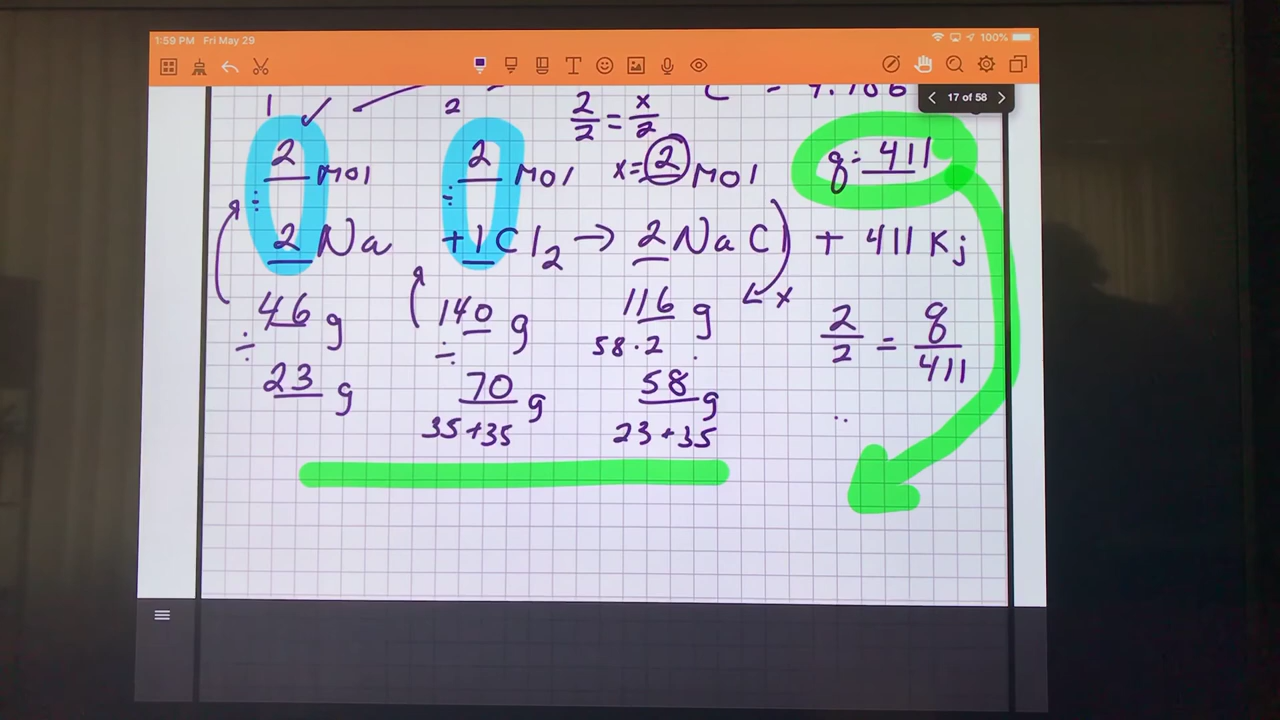 1:59 PM Fri May 29 100%
17 of 58
1 2 2/2 = x/2
2 Mol 2 Mol x = 2 Mol q = 411
÷ ÷
2 Na + 1 Cl2 → 2 NaCl + 411 Kj
46 g 140 g 116 g x
÷ ÷ 58 · 2 2/2 = q/411
23 g 70 g 58 g
35 + 35 23 + 35